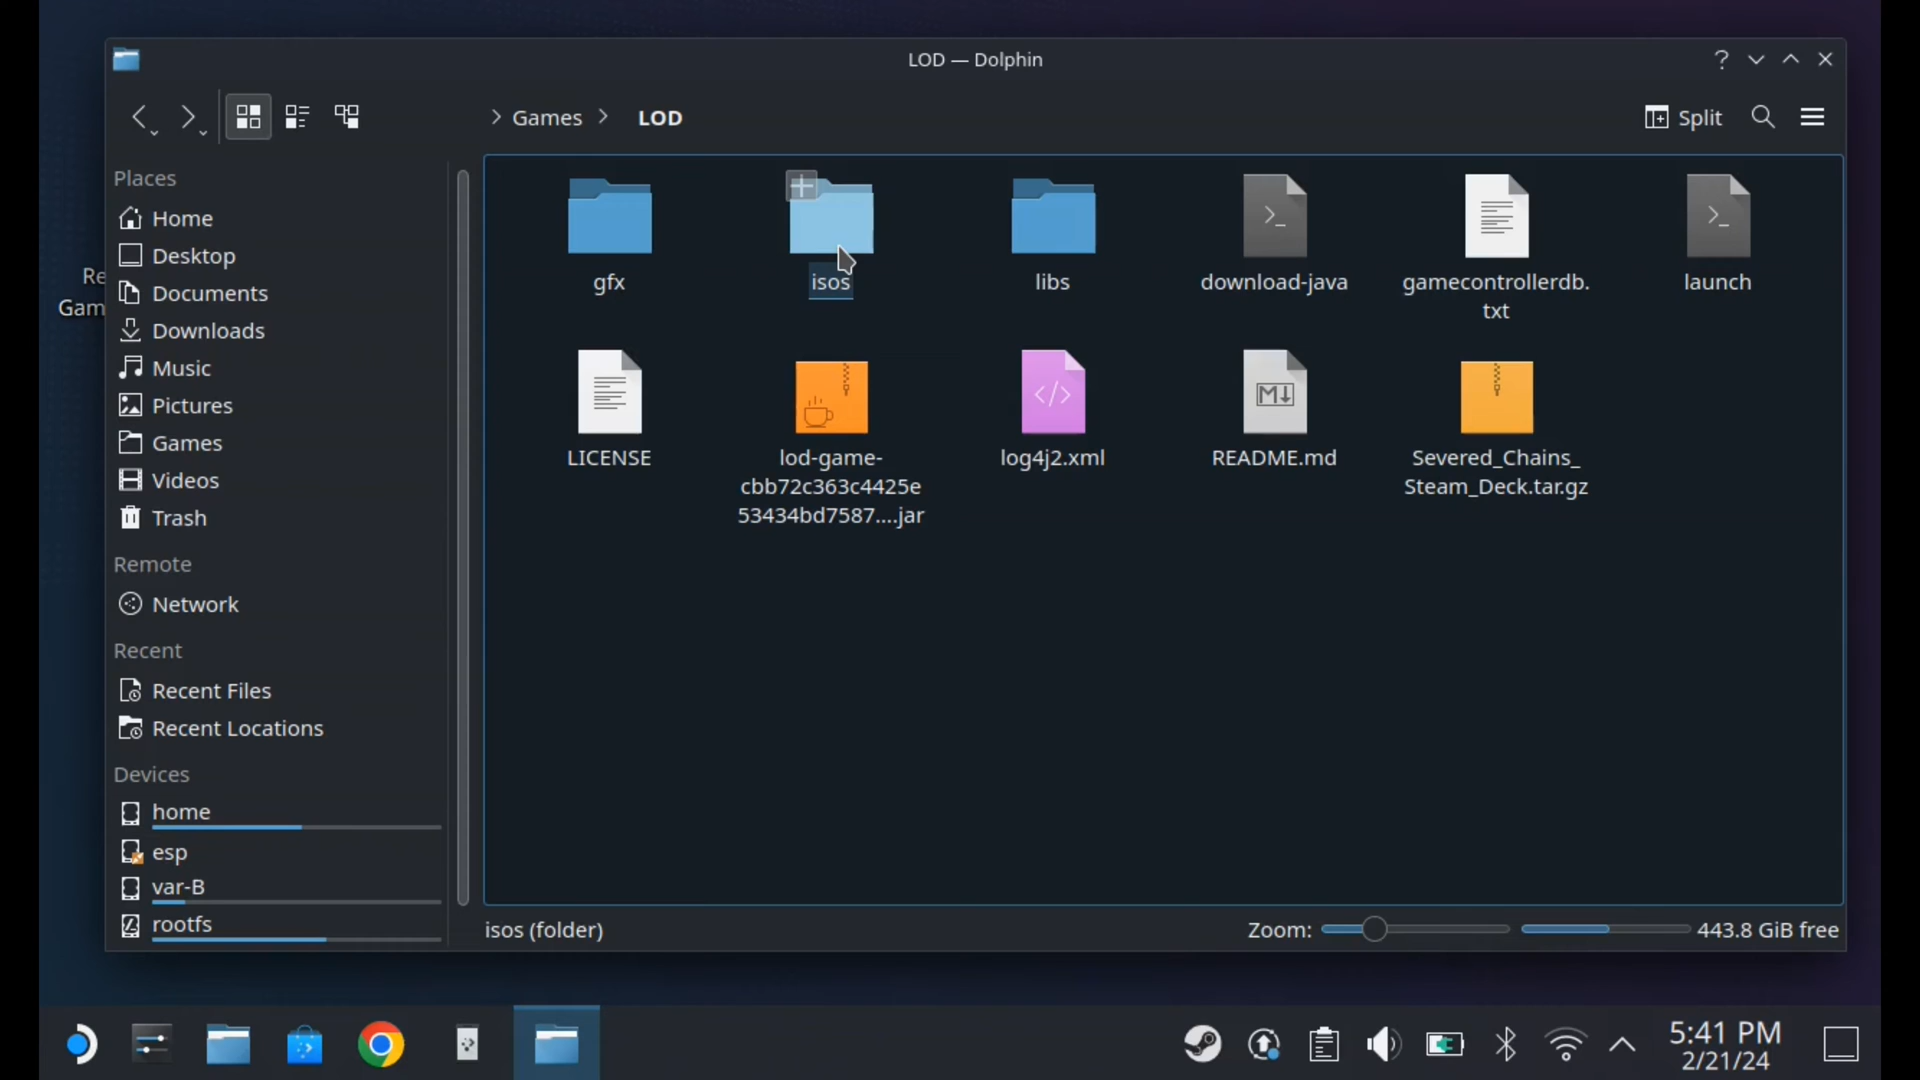 LOD — Dolphin
Games
LOD
Split
Re
Gam
Places
Home
Desktop
Documents
Downloads
Music
Pictures
Games
Videos
Trash
Remote
Network
Recent
Recent Files
Recent Locations
Devices
home
esp
var-B
rootfs
gfx
isos
libs
download-java
gamecontrollerdb.
txt
launch
LICENSE
lod-game-
cbb72c363c4425e
53434bd7587....jar
log4j2.xml
README.md
Severed_Chains_
Steam_Deck.tar.gz
isos (folder)
Zoom:
443.8 GiB free
5:41 PM
2/21/24